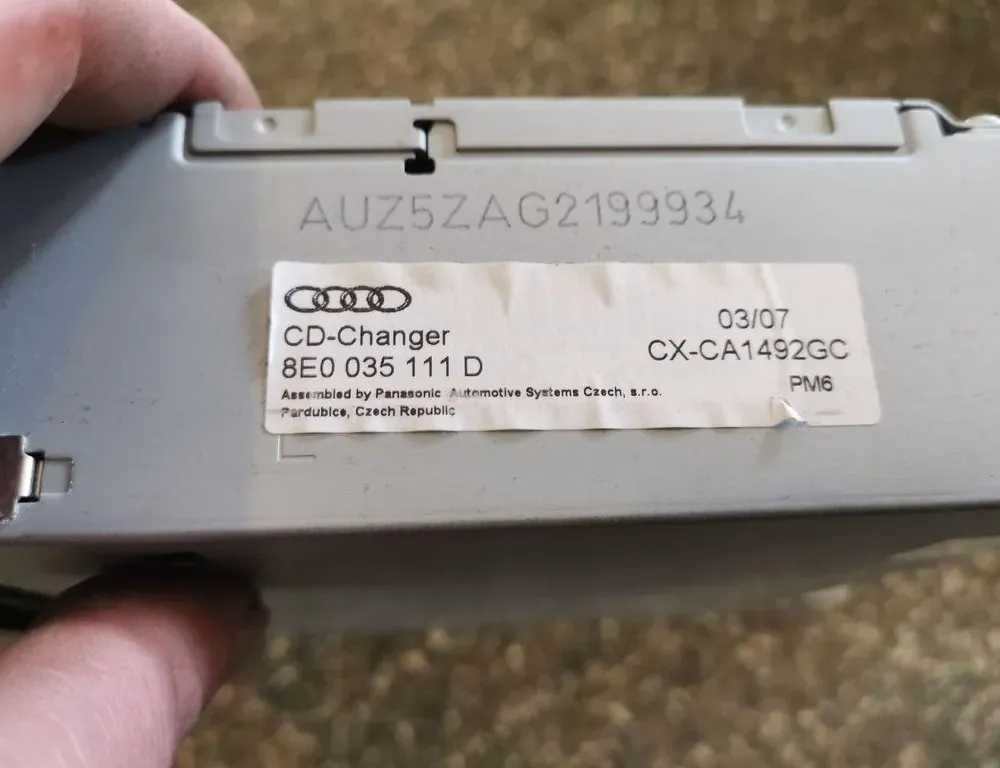 AUZ5ZAG2199934
CD-Changer
8E0 035 111 D
Assembled by Panasonic Automotive Systems Czech, s.r.o.
Pardubice, Czech Republic
03/07
CX-CA1492GC
PM6